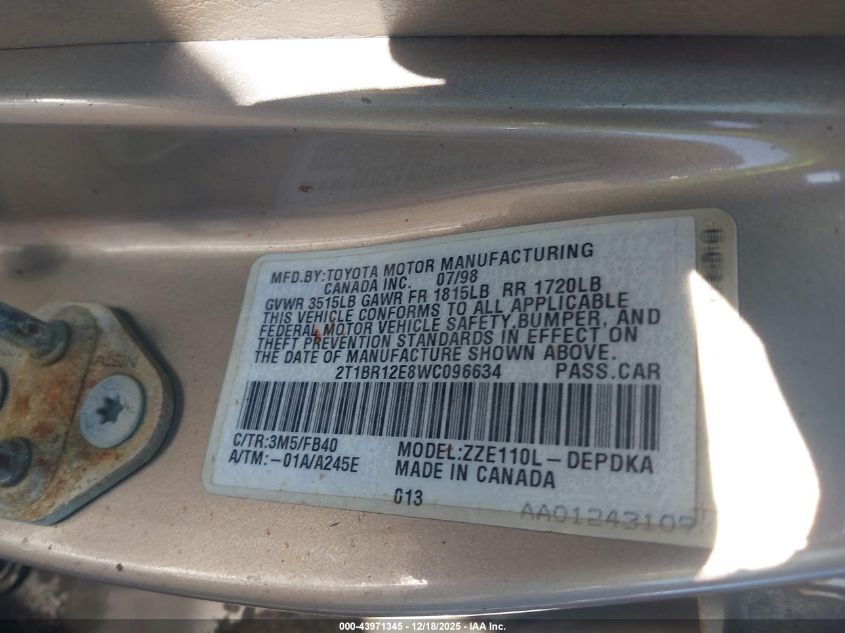 MFD.BY:TOYOTA MOTOR MANUFACTURING
CANADA INC. 07/98
GVWR 3515LB GAWR FR 1815LB RR 1720LB
THIS VEHICLE CONFORMS TO ALL APPLICABLE
FEDERAL MOTOR VEHICLE SAFETY,BUMPER, AND
THEFT PREVENTION STANDARDS IN EFFECT ON
THE DATE OF MANUFACTURE SHOWN ABOVE.
2T1BR12E8WC096634 PASS.CAR
C/TR:3M5/FB40 MODEL:ZZE110L-DEPDKA
A/TM:-01A/A245E MADE IN CANADA
013
AA01243109
AISIN
000-43971345 | 12/18/2025 | IAA Inc.